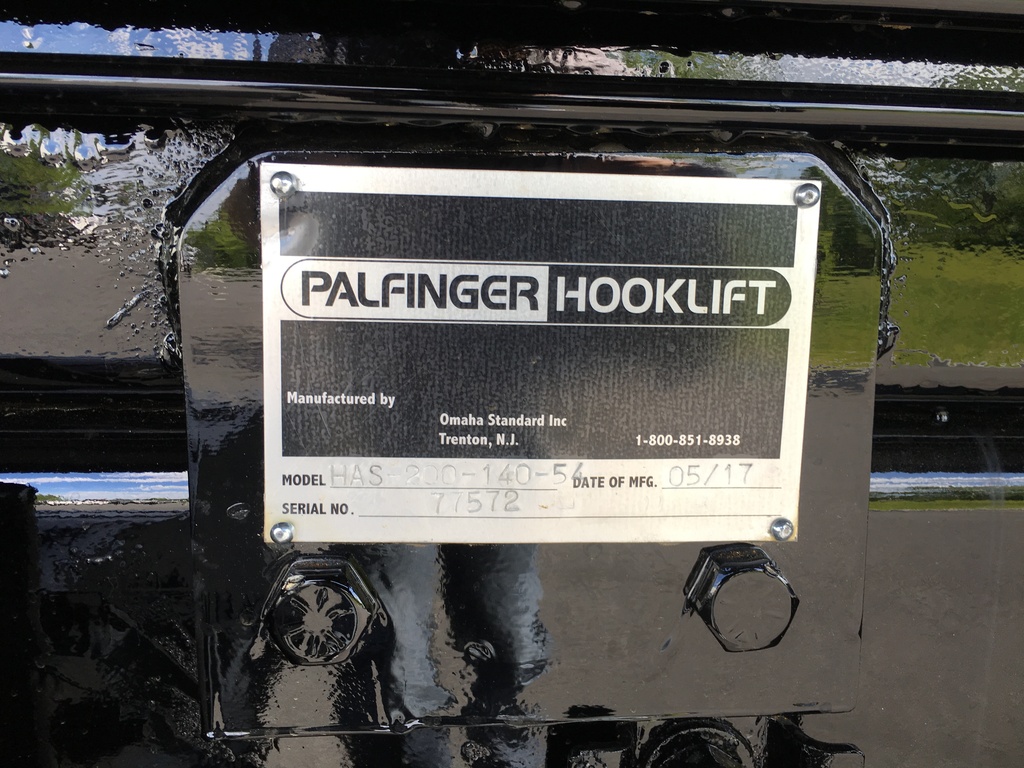 PALFINGER HOOKLIFT
Manufactured by
Omaha Standard Inc
Trenton, N.J. 1-800-851-8938
MODEL HAS-200-140-54 DATE OF MFG. 05/17
SERIAL NO. 77572